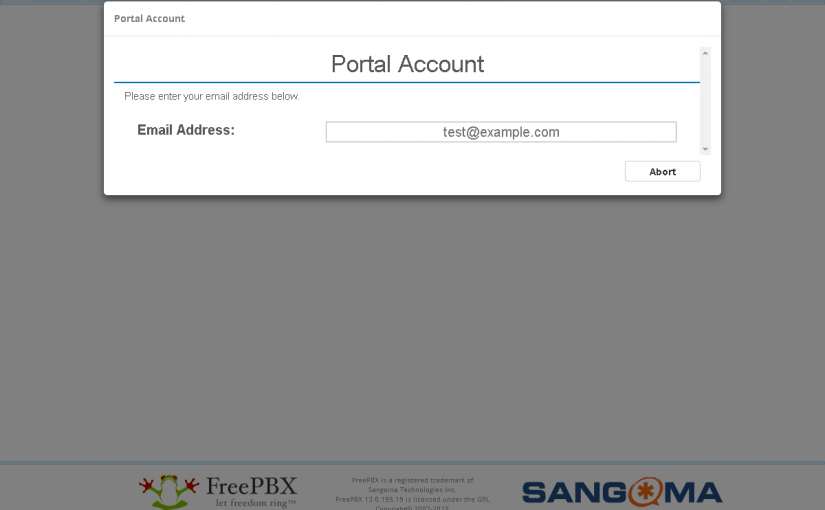 Portal Account
Portal Account
Please enter your email address below.
Email Address:
test@example.com
Abort
FreePBX
let freedom ring™
FreePBX is a registered trademark of
Sangoma Technologies Inc.
FreePBX 13.0.195.19 is licensed under the GPL
Copyright© 2007-2018
SANGOMA